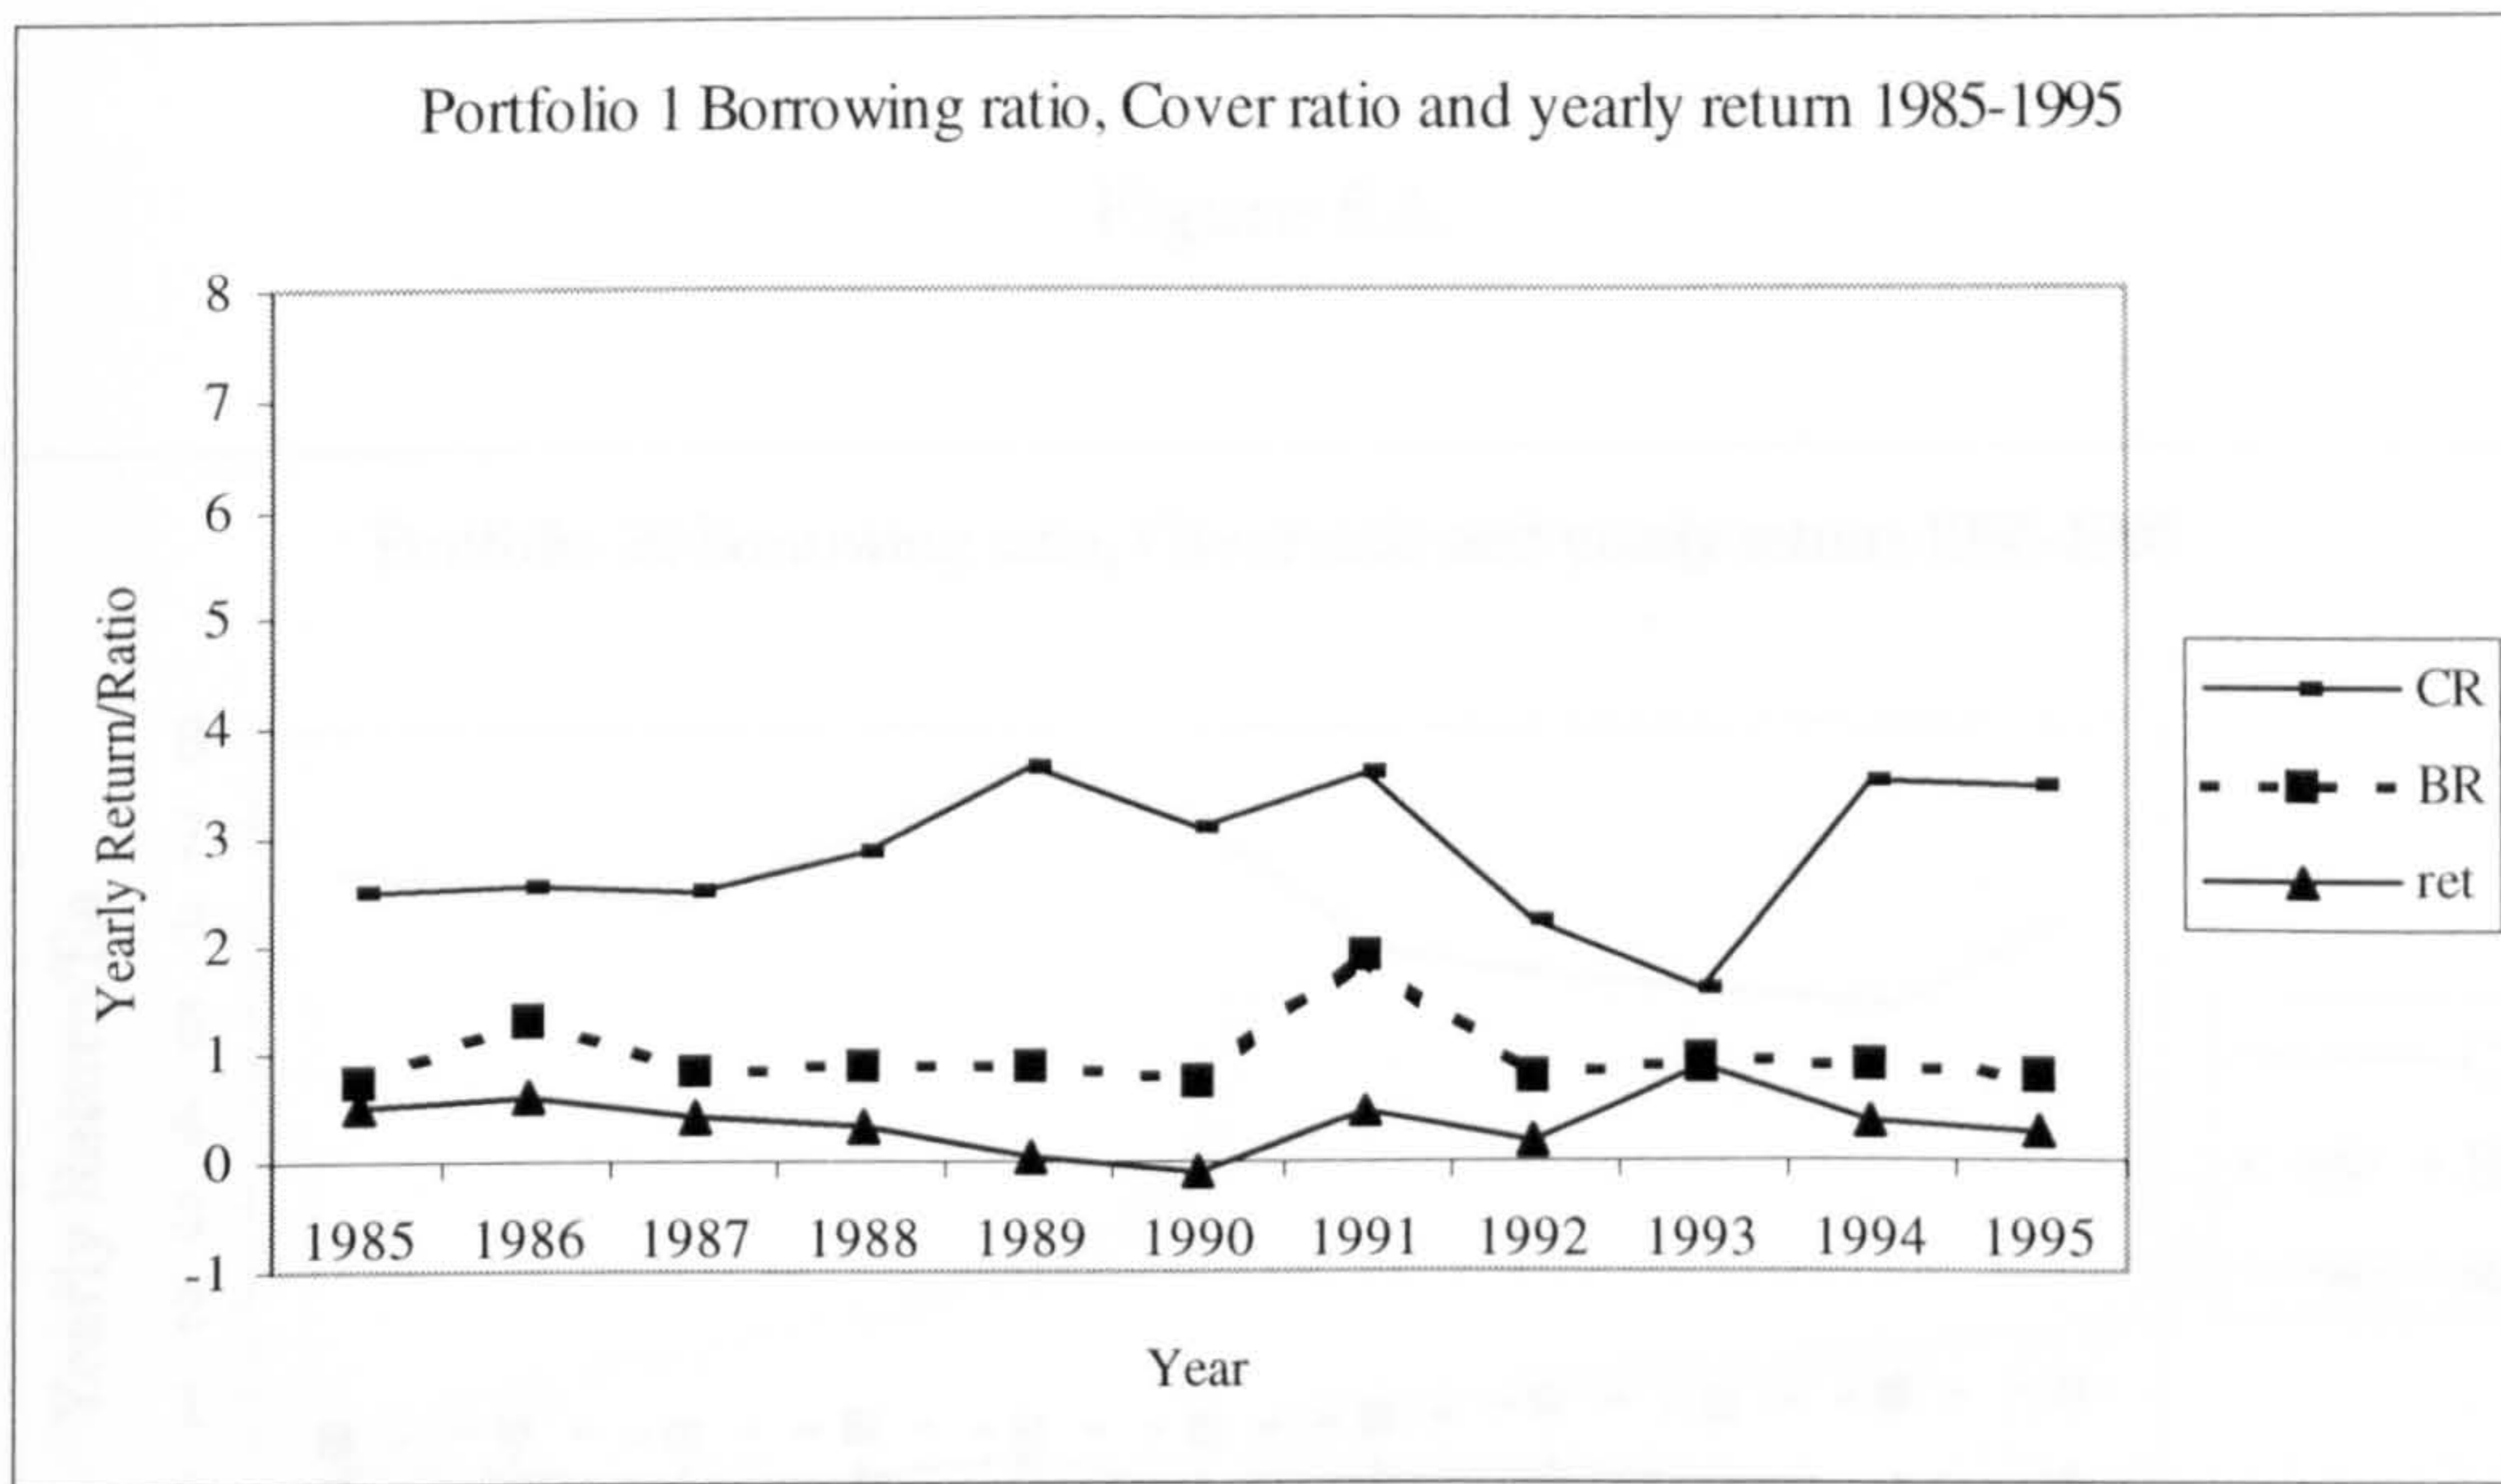 Portfolio 1 Borrowing ratio, Cover ratio and yearly return 1985-1995
8
7
6
5
4
3
2
1
0
-1
Yearly Return/Ratio
1985 1986 1987 1988 1989 1990 1991 1992 1993 1994 1995
Year
CR
BR
ret